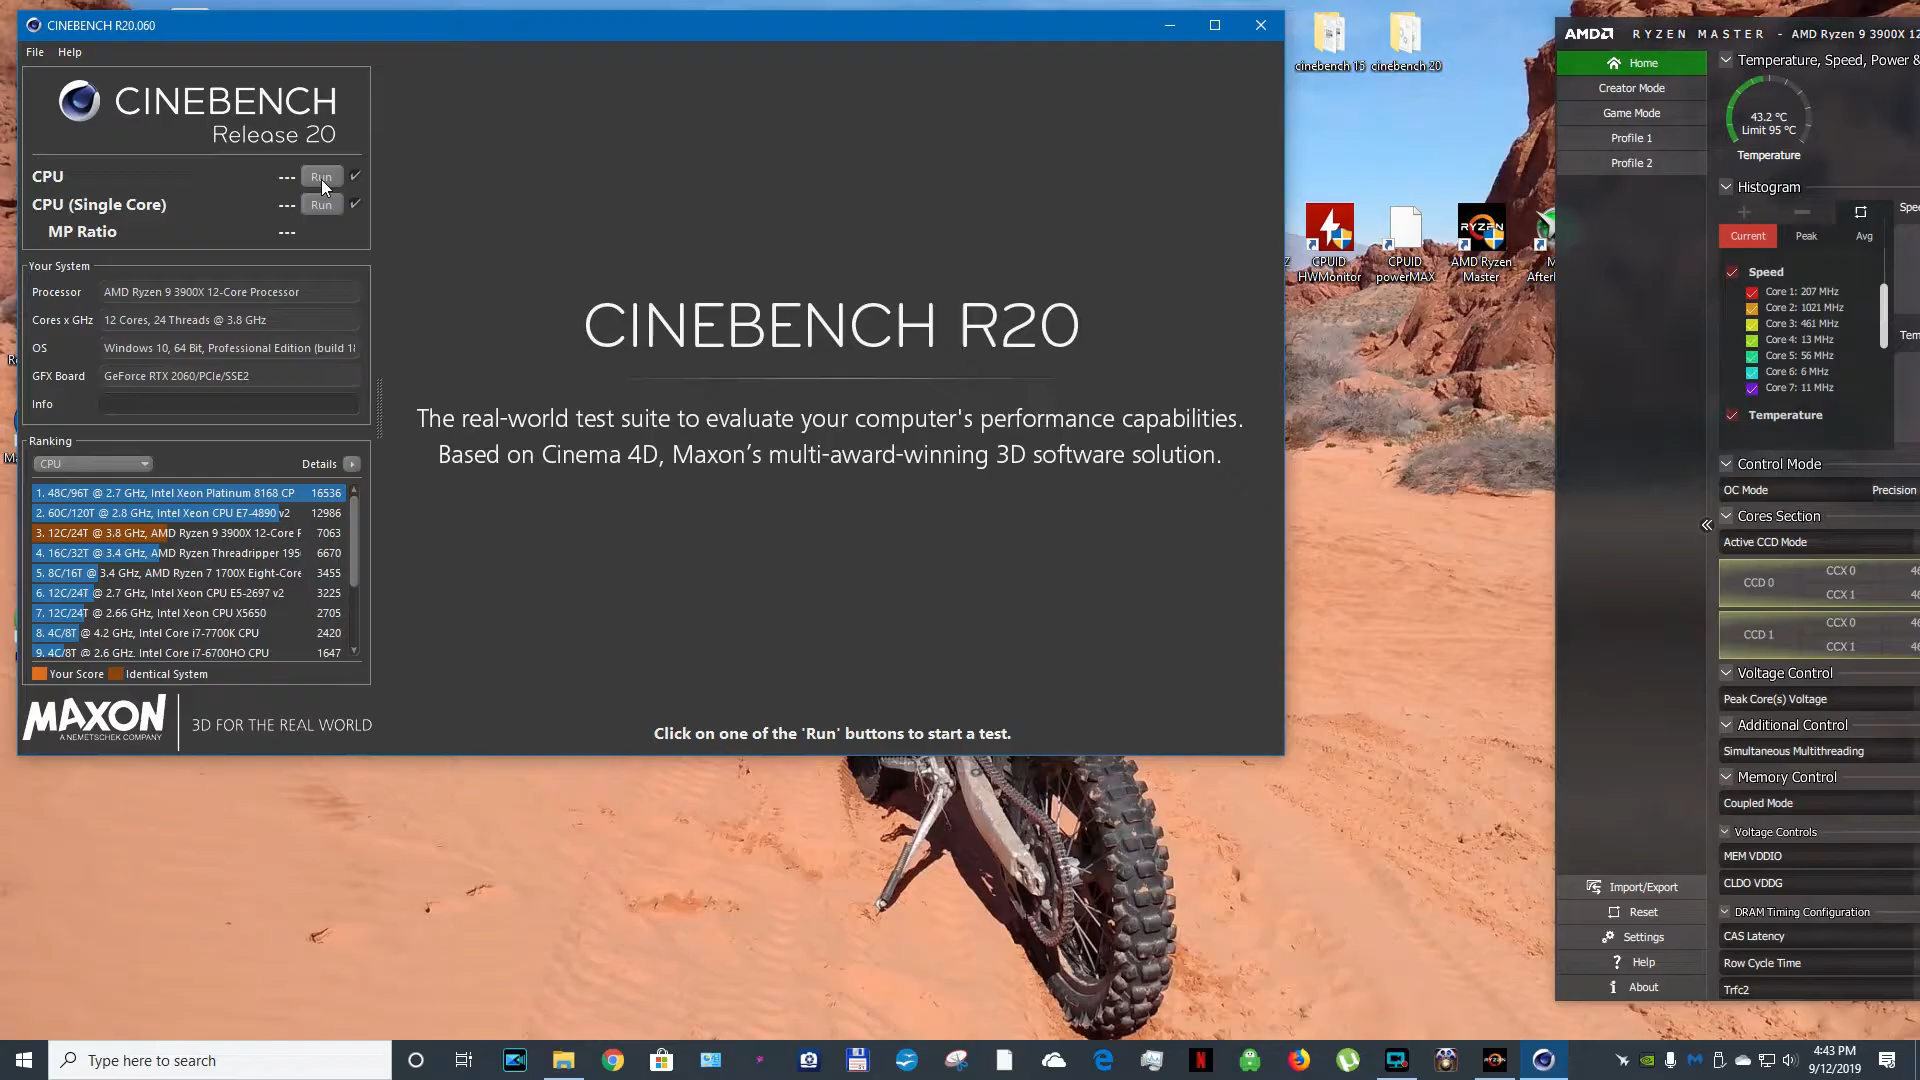 CINEBENCH R20.060
File Help
CINEBENCH
Release 20
CPU --- Run
CPU (Single Core) --- Run
MP Ratio ---
Your System
Processor AMD Ryzen 9 3900X 12-Core Processor
Cores x GHz 12 Cores, 24 Threads @ 3.8 GHz
OS Windows 10, 64 Bit, Professional Edition (build 18
GFX Board GeForce RTX 2060/PCIe/SSE2
Info
Ranking
CPU Details
1. 48C/96T @ 2.7 GHz, Intel Xeon Platinum 8168 CP 16536
2. 60C/120T @ 2.8 GHz, Intel Xeon CPU E7-4890 v2 12986
3. 12C/24T @ 3.8 GHz, AMD Ryzen 9 3900X 12-Core F 7063
4. 16C/32T @ 3.4 GHz, AMD Ryzen Threadripper 195 6670
5. 8C/16T @ 3.4 GHz, AMD Ryzen 7 1700X Eight-Core 3455
6. 12C/24T @ 2.7 GHz, Intel Xeon CPU E5-2697 v2 3225
7. 12C/24T @ 2.66 GHz, Intel Xeon CPU X5650 2705
8. 4C/8T @ 4.2 GHz, Intel Core i7-7700K CPU 2420
9. 4C/8T @ 2.6 GHz, Intel Core i7-6700HQ CPU 1647
Your Score Identical System
MAXON
A NEMETSCHEK COMPANY
3D FOR THE REAL WORLD
CINEBENCH R20
The real-world test suite to evaluate your computer's performance capabilities.
Based on Cinema 4D, Maxon's multi-award-winning 3D software solution.
Click on one of the 'Run' buttons to start a test.
cinebench 15 cinebench 20
CPUID
HWMonitor
CPUID
powerMAX
RYZEN
AMD Ryzen
Master
M
After
AMD RYZEN MASTER - AMD Ryzen 9 3900X 12
Home
Creator Mode
Game Mode
Profile 1
Profile 2
Import/Export
Reset
Settings
Help
About
Temperature, Speed, Power &
43.2 °C
Limit 95 °C
Temperature
Histogram
Spee
Current Peak Avg
Speed
Core 1: 207 MHz
Core 2: 1021 MHz
Core 3: 461 MHz
Core 4: 13 MHz
Core 5: 56 MHz
Core 6: 6 MHz
Core 7: 11 MHz
Tem
Temperature
Control Mode
OC Mode Precision
Cores Section
Active CCD Mode
CCD 0
CCX 0 46
CCX 1 46
CCD 1
CCX 0 46
CCX 1 46
Voltage Control
Peak Core(s) Voltage
Additional Control
Simultaneous Multithreading
Memory Control
Coupled Mode
Voltage Controls
MEM VDDIO
CLDO VDDG
DRAM Timing Configuration
CAS Latency
Row Cycle Time
Trfc2
Type here to search
4:43 PM
9/12/2019